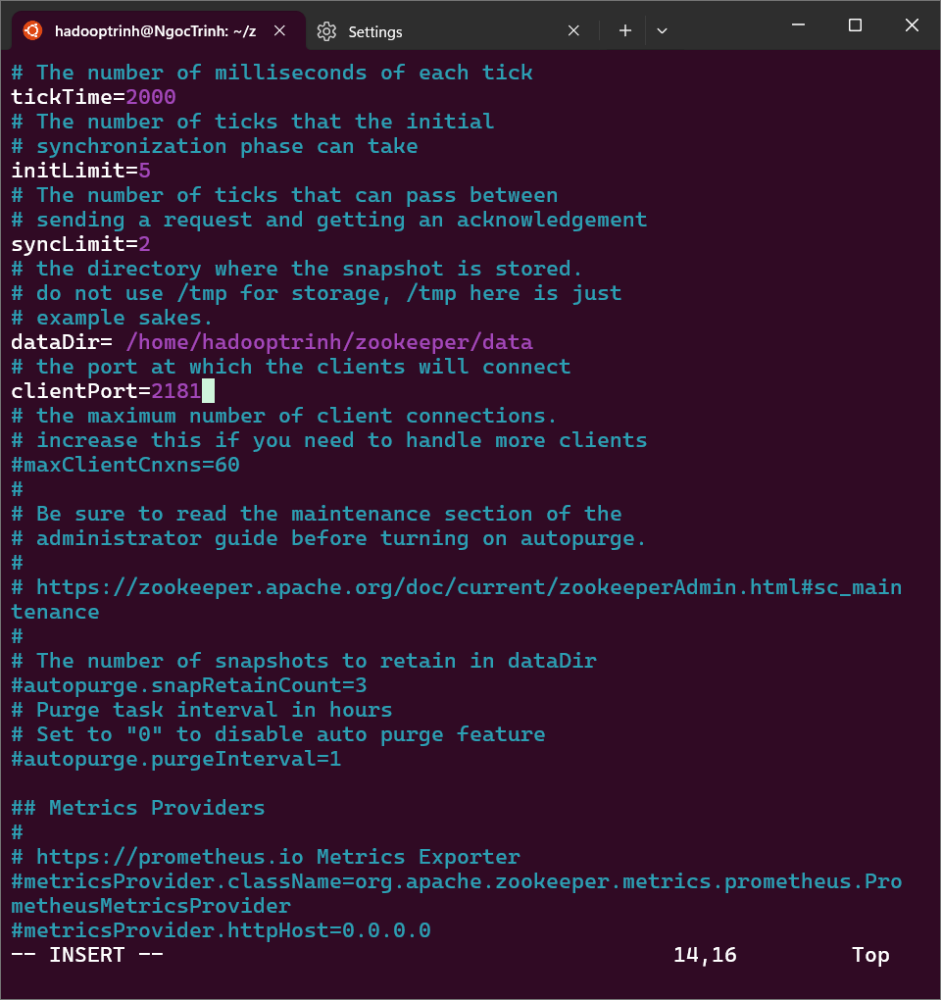 hadooptrinh@NgocTrinh: ~/z
Settings
# The number of milliseconds of each tick
tickTime=2000
# The number of ticks that the initial
# synchronization phase can take
initLimit=5
# The number of ticks that can pass between
# sending a request and getting an acknowledgement
syncLimit=2
# the directory where the snapshot is stored.
# do not use /tmp for storage, /tmp here is just
# example sakes.
dataDir= /home/hadooptrinh/zookeeper/data
# the port at which the clients will connect
clientPort=2181
# the maximum number of client connections.
# increase this if you need to handle more clients
#maxClientCnxns=60
#
# Be sure to read the maintenance section of the
# administrator guide before turning on autopurge.
#
# https://zookeeper.apache.org/doc/current/zookeeperAdmin.html#sc_main
tenance
#
# The number of snapshots to retain in dataDir
#autopurge.snapRetainCount=3
# Purge task interval in hours
# Set to "0" to disable auto purge feature
#autopurge.purgeInterval=1
## Metrics Providers
#
# https://prometheus.io Metrics Exporter
#metricsProvider.className=org.apache.zookeeper.metrics.prometheus.Pro
metheusMetricsProvider
#metricsProvider.httpHost=0.0.0.0
-- INSERT -- 14,16 Top